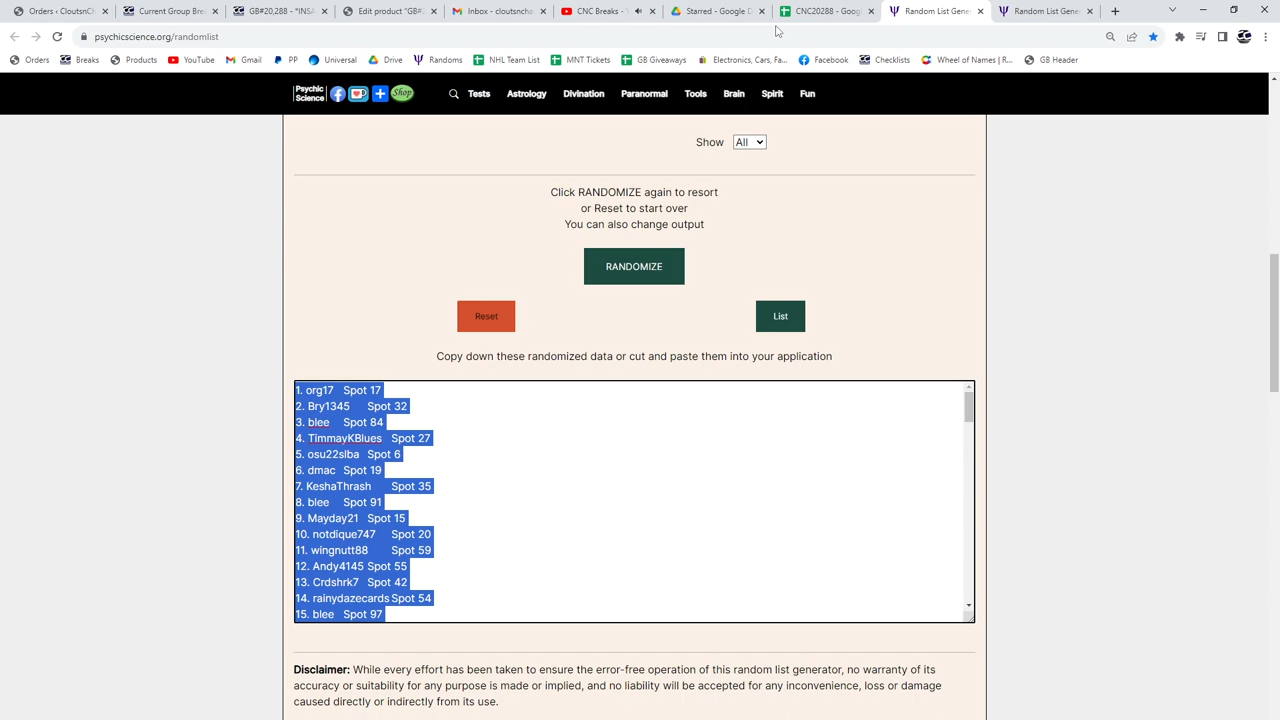 Orders ‹ CloutsnCh
Current Group Brea
GB#20,288 - "INSA
Edit product "GB#
Inbox - cloutsncha
CNC Breaks - Y
Starred - Google D
CNC20288 - Googl
Random List Gene
Random List Gene
psychicscience.org/randomlist
Orders
Breaks
Products
YouTube
Gmail
PP
Universal
Drive
Randoms
NHL Team List
MNT Tickets
GB Giveaways
Electronics, Cars, Fa...
Facebook
Checklists
Wheel of Names | R...
GB Header
Psychic
Science
Shop
Tests
Astrology
Divination
Paranormal
Tools
Brain
Spirit
Fun
Show All
Click RANDOMIZE again to resort
or Reset to start over
You can also change output
RANDOMIZE
Reset
List
Copy down these randomized data or cut and paste them into your application
1. org17 Spot 17
2. Bry1345 Spot 32
3. blee Spot 84
4. TimmayKBlues Spot 27
5. osu22slba Spot 6
6. dmac Spot 19
7. KeshaThrash Spot 35
8. blee Spot 91
9. Mayday21 Spot 15
10. notdique747 Spot 20
11. wingnutt88 Spot 59
12. Andy4145 Spot 55
13. Crdshrk7 Spot 42
14. rainydazecards Spot 54
15. blee Spot 97
Disclaimer: While every effort has been taken to ensure the error-free operation of this random list generator, no warranty of its
accuracy or suitability for any purpose is made or implied, and no liability will be accepted for any inconvenience, loss or damage
caused directly or indirectly from its use.